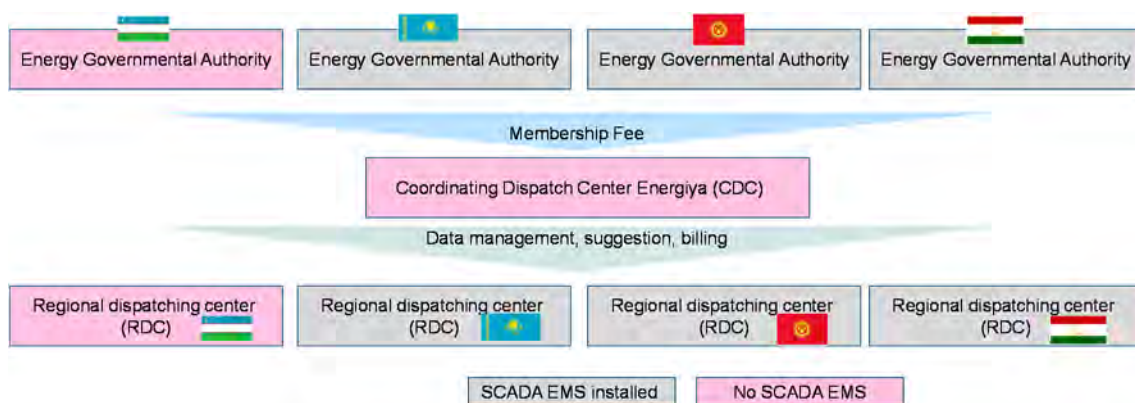 Energy Governmental Authority
Energy Governmental Authority
Energy Governmental Authority
Energy Governmental Authority
Membership Fee
Coordinating Dispatch Center Energiya (CDC)
Data management, suggestion, billing
Regional dispatching center
(RDC)
Regional dispatching center
(RDC)
Regional dispatching center
(RDC)
Regional dispatching center
(RDC)
SCADA EMS installed
No SCADA EMS